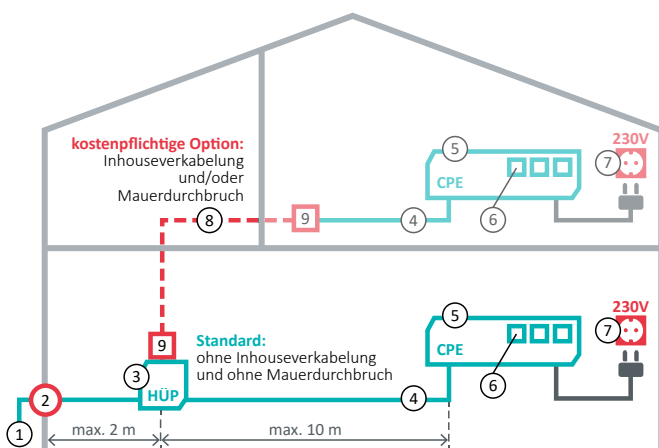 kostenpflichtige Option:
Inhouseverkabelung
und/oder
Mauerdurchbruch
8
9
4
5
CPE
6
230V
7
9
3
HÜP
Standard:
ohne Inhouseverkabelung
und ohne Mauerdurchbruch
4
5
CPE
6
230V
7
2
1
max. 2 m
max. 10 m